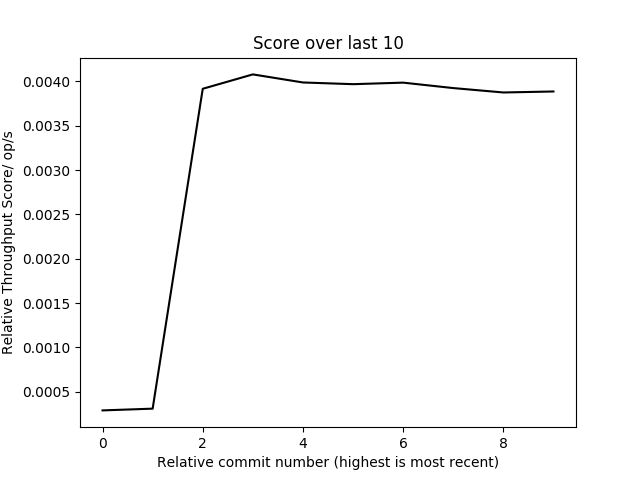 Score over last 10
Relative Throughput Score/ op/s
0.0040
0.0035
0.0030
0.0025
0.0020
0.0015
0.0010
0.0005
0 2 4 6 8
Relative commit number (highest is most recent)